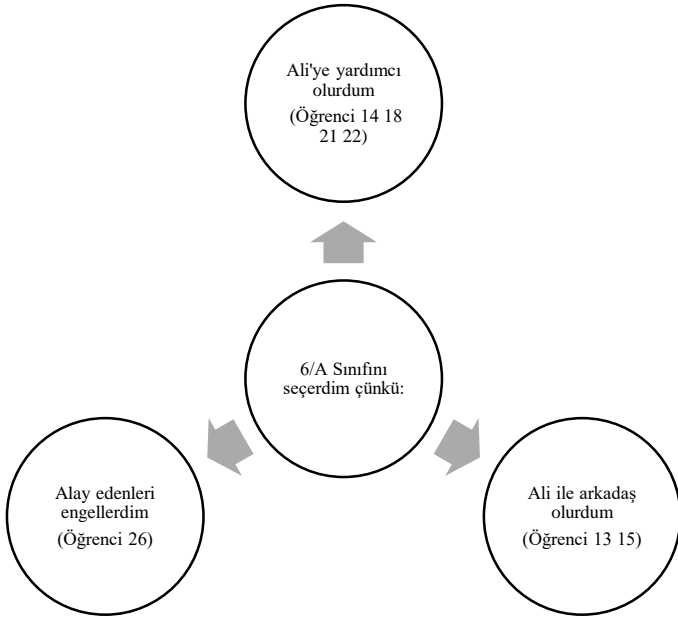 Ali'ye yardımcı
olurdum
(Öğrenci 14 18
21 22)
6/A Sınıfını
seçerdim çünkü:
Alay edenleri
engellerdim
(Öğrenci 26)
Ali ile arkadaş
olurdum
(Öğrenci 13 15)